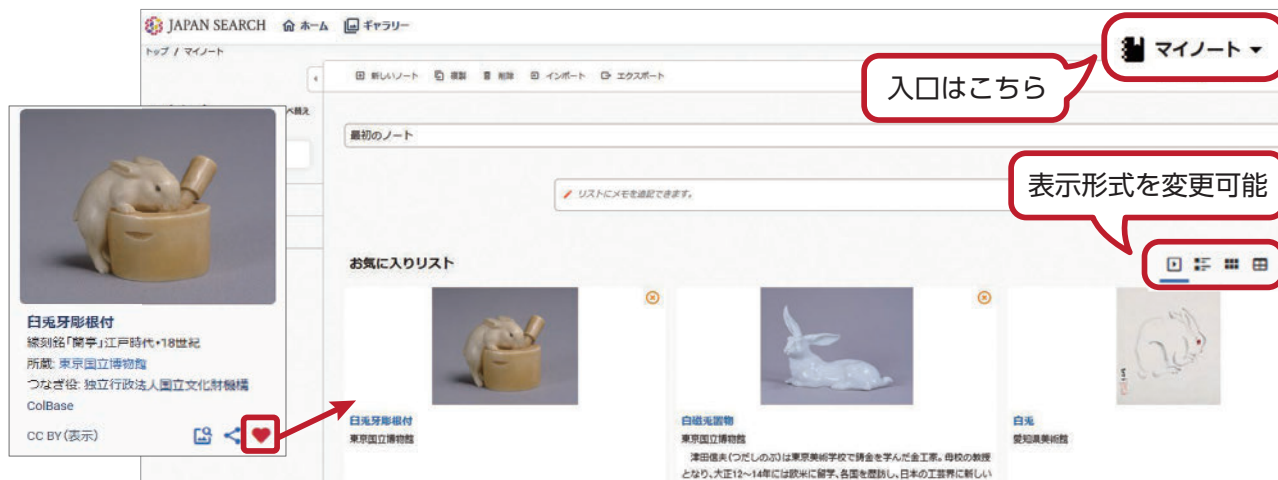 JAPAN SEARCH ホーム ギャラリー
マイノート
トップ / マイノート
入口はこちら
新しいノート 複製 削除 インポート エクスポート
べ替え
最初のノート
リストにメモを追記できます。
表示形式を変更可能
お気に入りリスト
臼兎牙彫根付
線刻銘「蘭亭」江戸時代・18世紀
所蔵: 東京国立博物館
つなぎ役: 独立行政法人国立文化財機構
ColBase
CC BY(表示)
臼兎牙彫根付
東京国立博物館
白磁兎置物
東京国立博物館
津田信夫(つだしのぶ)は東京美術学校で鋳金を学んだ金工家。母校の教授
となり、大正12~14年には欧米に留学、各国を歴訪し、日本の工芸界に新しい
白兎
愛知県美術館